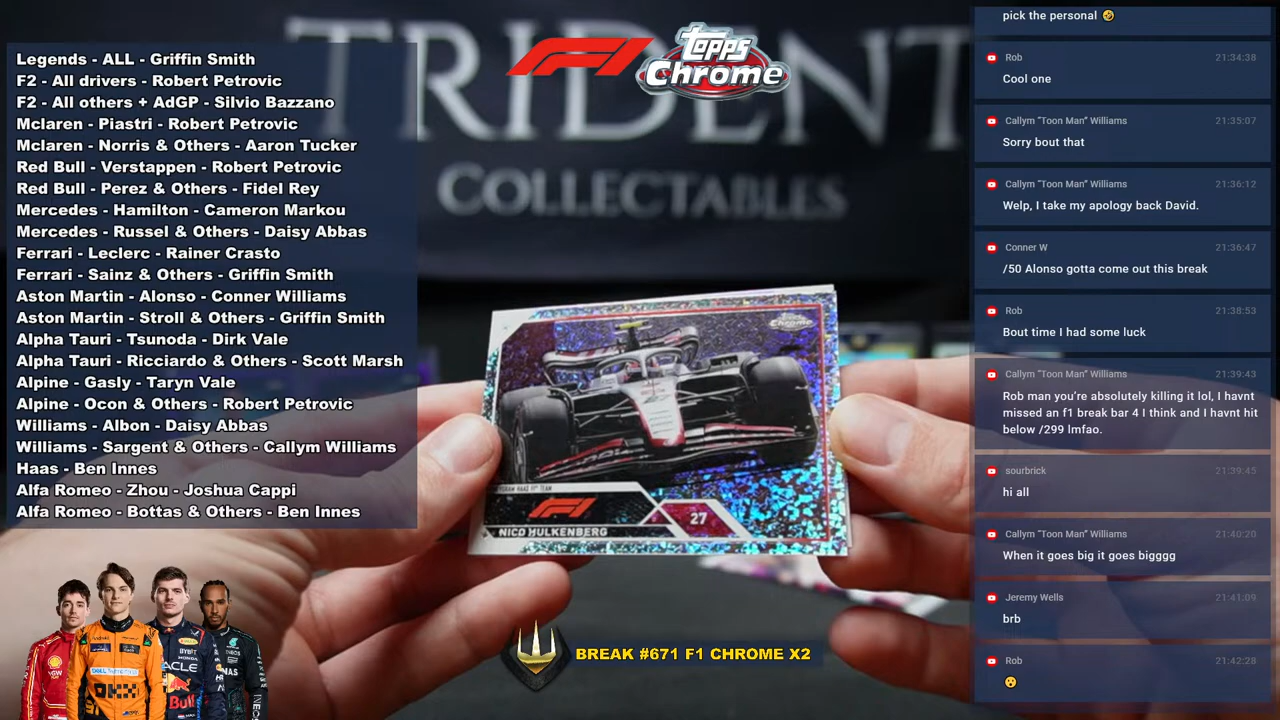 TRIDENT
COLLECTABLES
F1
Topps
Chrome
Legends - ALL - Griffin Smith
F2 - All drivers - Robert Petrovic
F2 - All others + AdGP - Silvio Bazzano
Mclaren - Piastri - Robert Petrovic
Mclaren - Norris & Others - Aaron Tucker
Red Bull - Verstappen - Robert Petrovic
Red Bull - Perez & Others - Fidel Rey
Mercedes - Hamilton - Cameron Markou
Mercedes - Russel & Others - Daisy Abbas
Ferrari - Leclerc - Rainer Crasto
Ferrari - Sainz & Others - Griffin Smith
Aston Martin - Alonso - Conner Williams
Aston Martin - Stroll & Others - Griffin Smith
Alpha Tauri - Tsunoda - Dirk Vale
Alpha Tauri - Ricciardo & Others - Scott Marsh
Alpine - Gasly - Taryn Vale
Alpine - Ocon & Others - Robert Petrovic
Williams - Albon - Daisy Abbas
Williams - Sargent & Others - Callym Williams
Haas - Ben Innes
Alfa Romeo - Zhou - Joshua Cappi
Alfa Romeo - Bottas & Others - Ben Innes
Chrome
HAAS F1 TEAM
F1
27
NICO HULKENBERG
BREAK #671 F1 CHROME X2
pick the personal 🤣
Rob 21:34:38
Cool one
Callym "Toon Man" Williams 21:35:07
Sorry bout that
Callym "Toon Man" Williams 21:36:12
Welp, I take my apology back David.
Conner W 21:36:47
/50 Alonso gotta come out this break
Rob 21:38:53
Bout time I had some luck
Callym "Toon Man" Williams 21:39:43
Rob man you're absolutely killing it lol, I havnt
missed an f1 break bar 4 I think and I havnt hit
below /299 lmfao.
sourbrick 21:39:45
hi all
Callym "Toon Man" Williams 21:40:20
When it goes big it goes bigggg
Jeremy Wells 21:41:09
brb
Rob 21:42:28
😮